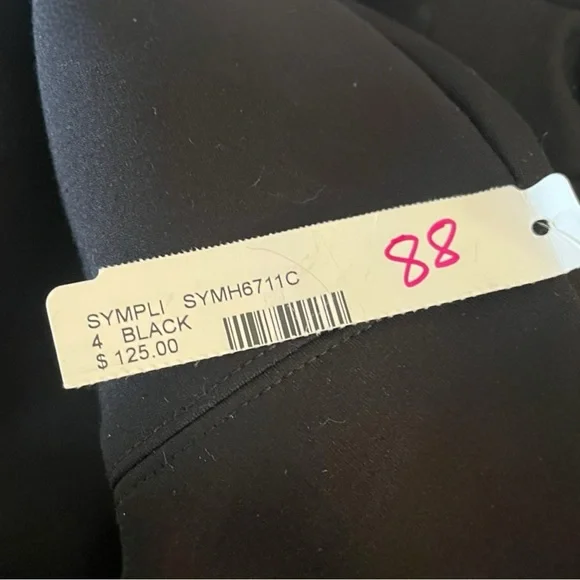 SYMPLI SYMH6711C
4 BLACK
$ 125.00
88